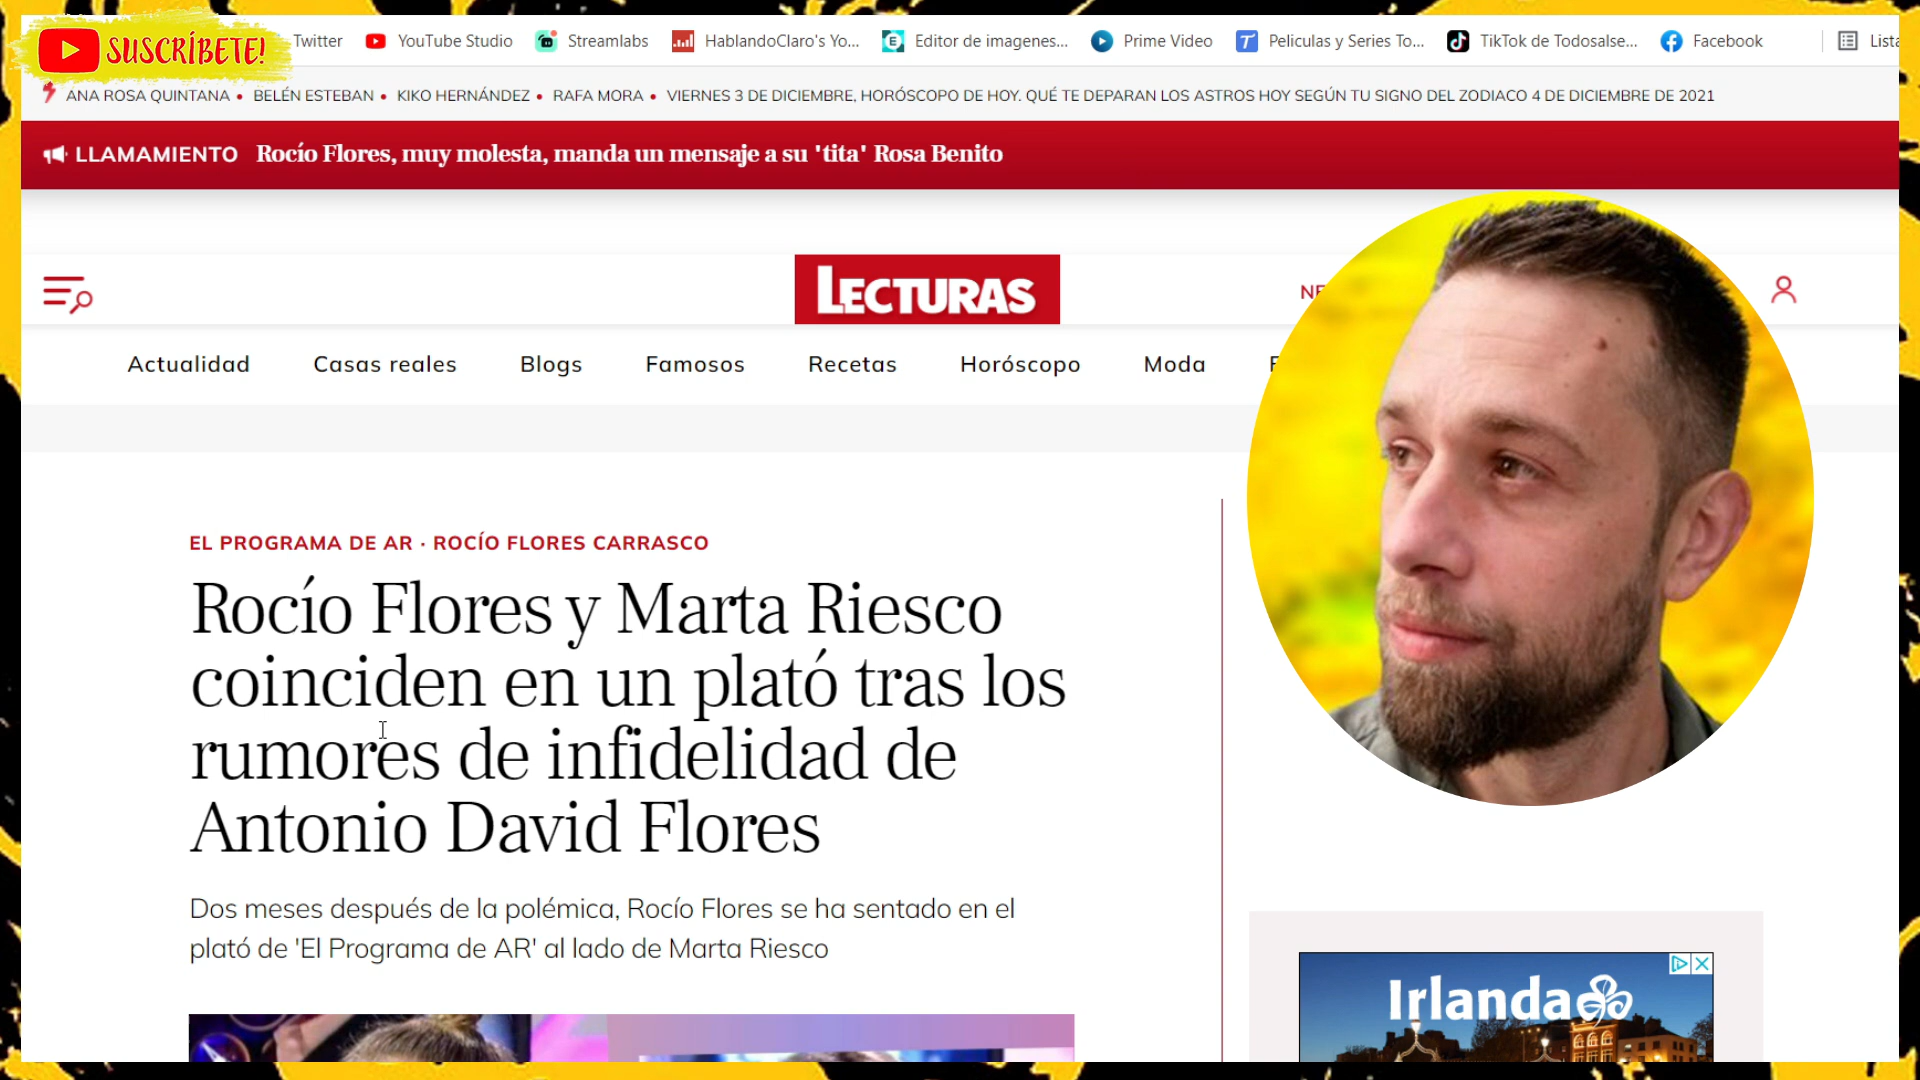 SUSCRÍBETE!
Twitter
YouTube Studio
Streamlabs
HablandoClaro's Yo...
Editor de imagenes...
Prime Video
Peliculas y Series To...
TikTok de Todosalse...
Facebook
ANA ROSA QUINTANA • BELÉN ESTEBAN • KIKO HERNÁNDEZ • RAFA MORA • VIERNES 3 DE DICIEMBRE, HORÓSCOPO DE HOY. QUÉ TE DEPARAN LOS ASTROS HOY SEGÚN TU SIGNO DEL ZODIACO 4 DE DICIEMBRE DE 2021
LLAMAMIENTO Rocío Flores, muy molesta, manda un mensaje a su 'tita' Rosa Benito
LECTURAS
Actualidad
Casas reales
Blogs
Famosos
Recetas
Horóscopo
Moda
EL PROGRAMA DE AR · ROCÍO FLORES CARRASCO
Rocío Flores y Marta Riesco
coinciden en un plató tras los
rumores de infidelidad de
Antonio David Flores
Dos meses después de la polémica, Rocío Flores se ha sentado en el
plató de 'El Programa de AR' al lado de Marta Riesco
Irlanda